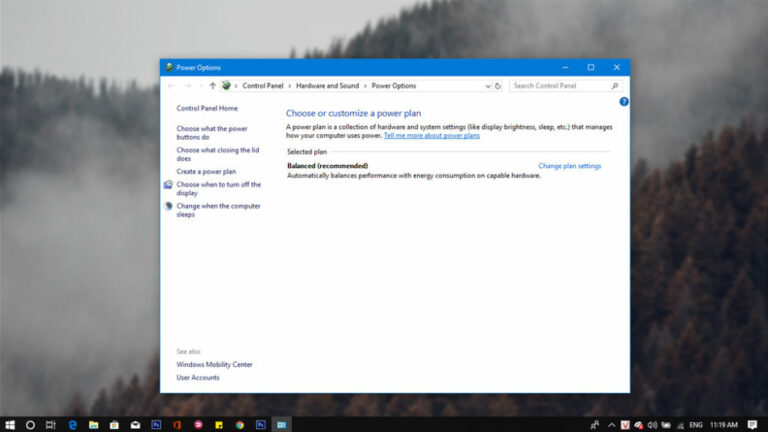 Power Options
Control Panel > Hardware and Sound > Power Options
Search Control Panel
Control Panel Home
Choose what the power
buttons do
Choose what closing the lid
does
Create a power plan
Choose when to turn off the
display
Change when the computer
sleeps
See also
Windows Mobility Center
User Accounts
Choose or customize a power plan
A power plan is a collection of hardware and system settings (like display brightness, sleep, etc.) that manages
how your computer uses power. Tell me more about power plans
Selected plan
Balanced (recommended)
Change plan settings
Automatically balances performance with energy consumption on capable hardware.
?
Ps
Ps
V
ENG
11:19 AM